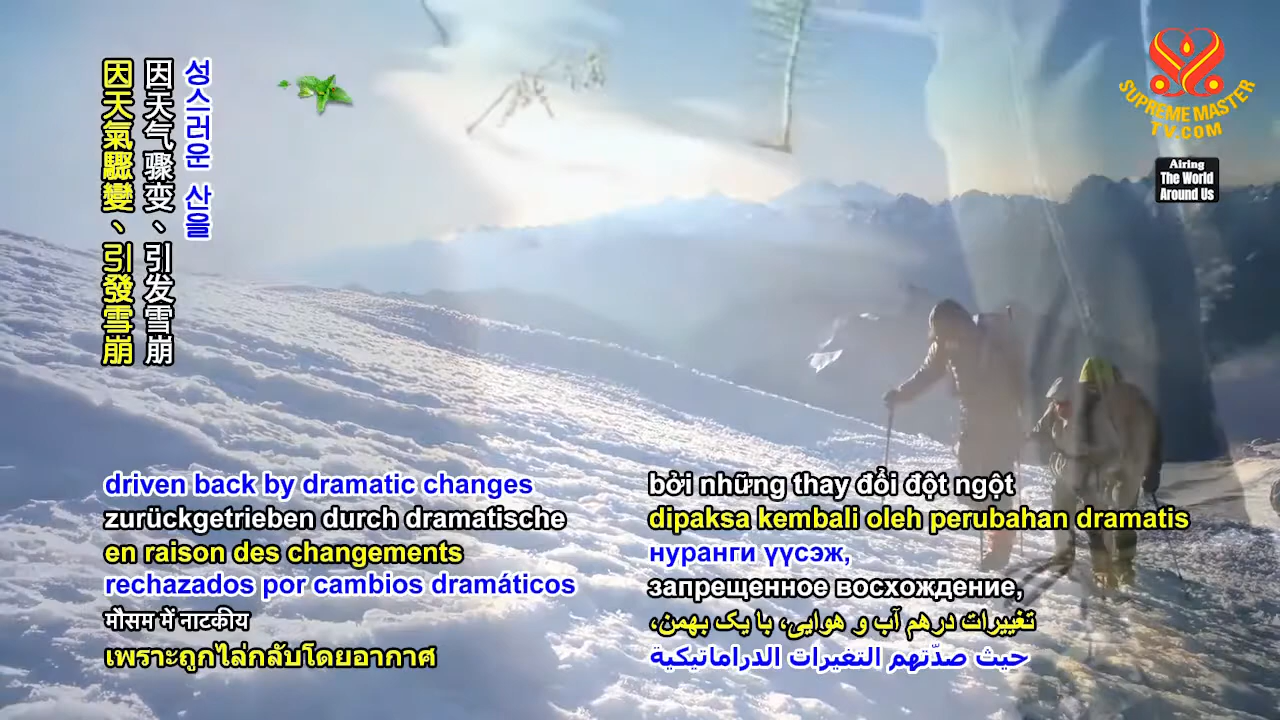 성스러운 산을
因天气骤变、引发雪崩
因天氣驟變、引發雪崩
SUPREME MASTER
TV.COM
Airing
The World
Around Us
driven back by dramatic changes
zurückgetrieben durch dramatische
en raison des changements
rechazados por cambios dramáticos
मौसम में नाटकीय
เพราะถูกไล่กลับโดยอากาศ
bởi những thay đổi đột ngột
dipaksa kembali oleh perubahan dramatis
нуранги үүсэж,
запрещенное восхождение,
تغییرات درهم آب و هوایی، با یک بهمن،
حيث صدّتهم التغيرات الدراماتيكية